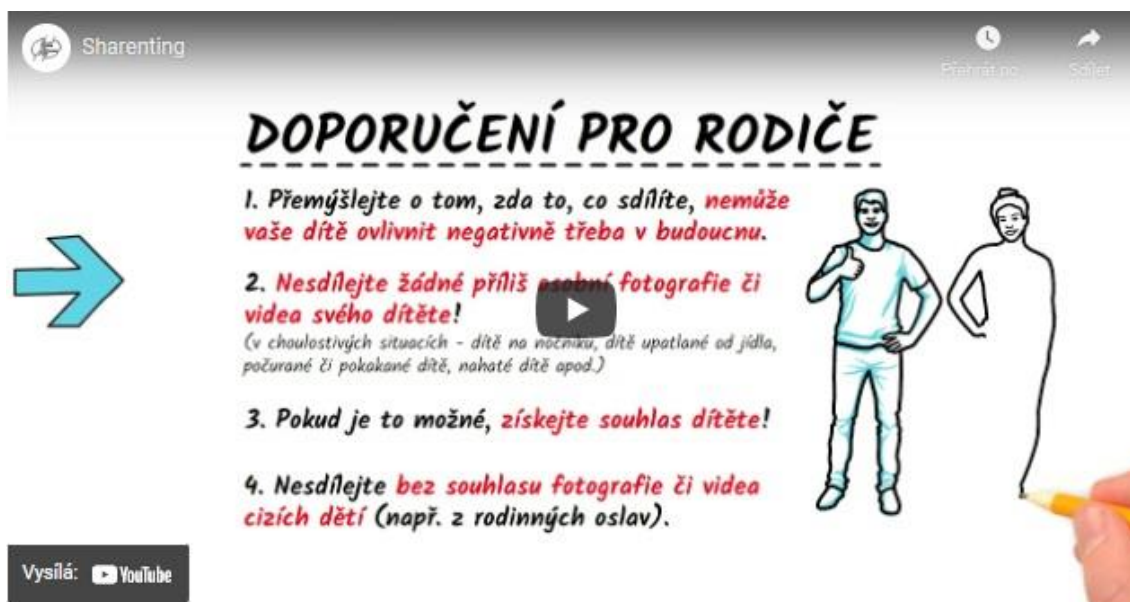 Sharenting
Přehrát po
Sdílet
DOPORUČENÍ PRO RODIČE
1. Přemýšlejte o tom, zda to, co sdílíte, nemůže
vaše dítě ovlivnit negativně třeba v budoucnu.
2. Nesdílejte žádné příliš osobní fotografie či
videa svého dítěte!
(v choulostivých situacích - dítě na nočníku, dítě upatlané od jídla,
počurané či pokakané dítě, nahaté dítě apod.)
3. Pokud je to možné, získejte souhlas dítěte!
4. Nesdílejte bez souhlasu fotografie či videa
cizích dětí (např. z rodinných oslav).
Vysílá: YouTube